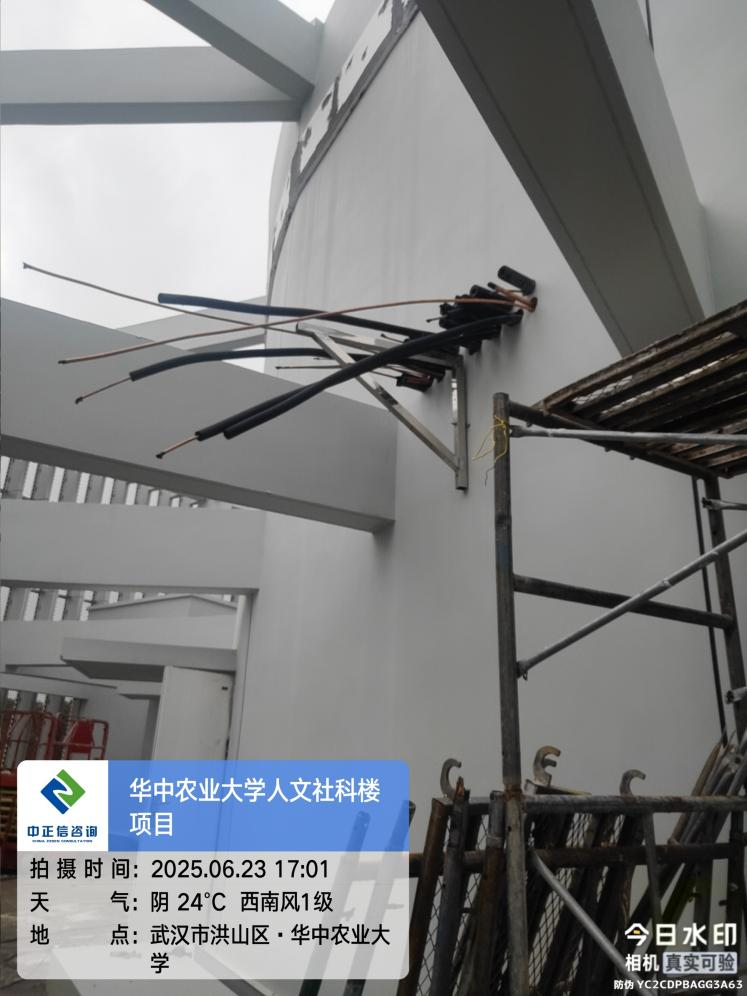 华中农业大学人文社科楼
项目
中正信咨询
拍摄时间：2025.06.23 17:01
天气：阴 24℃ 西南风1级
地点：武汉市洪山区·华中农业大
学
今日水印
相机 真实可验
防伪 YC2CDPBAGG3A63